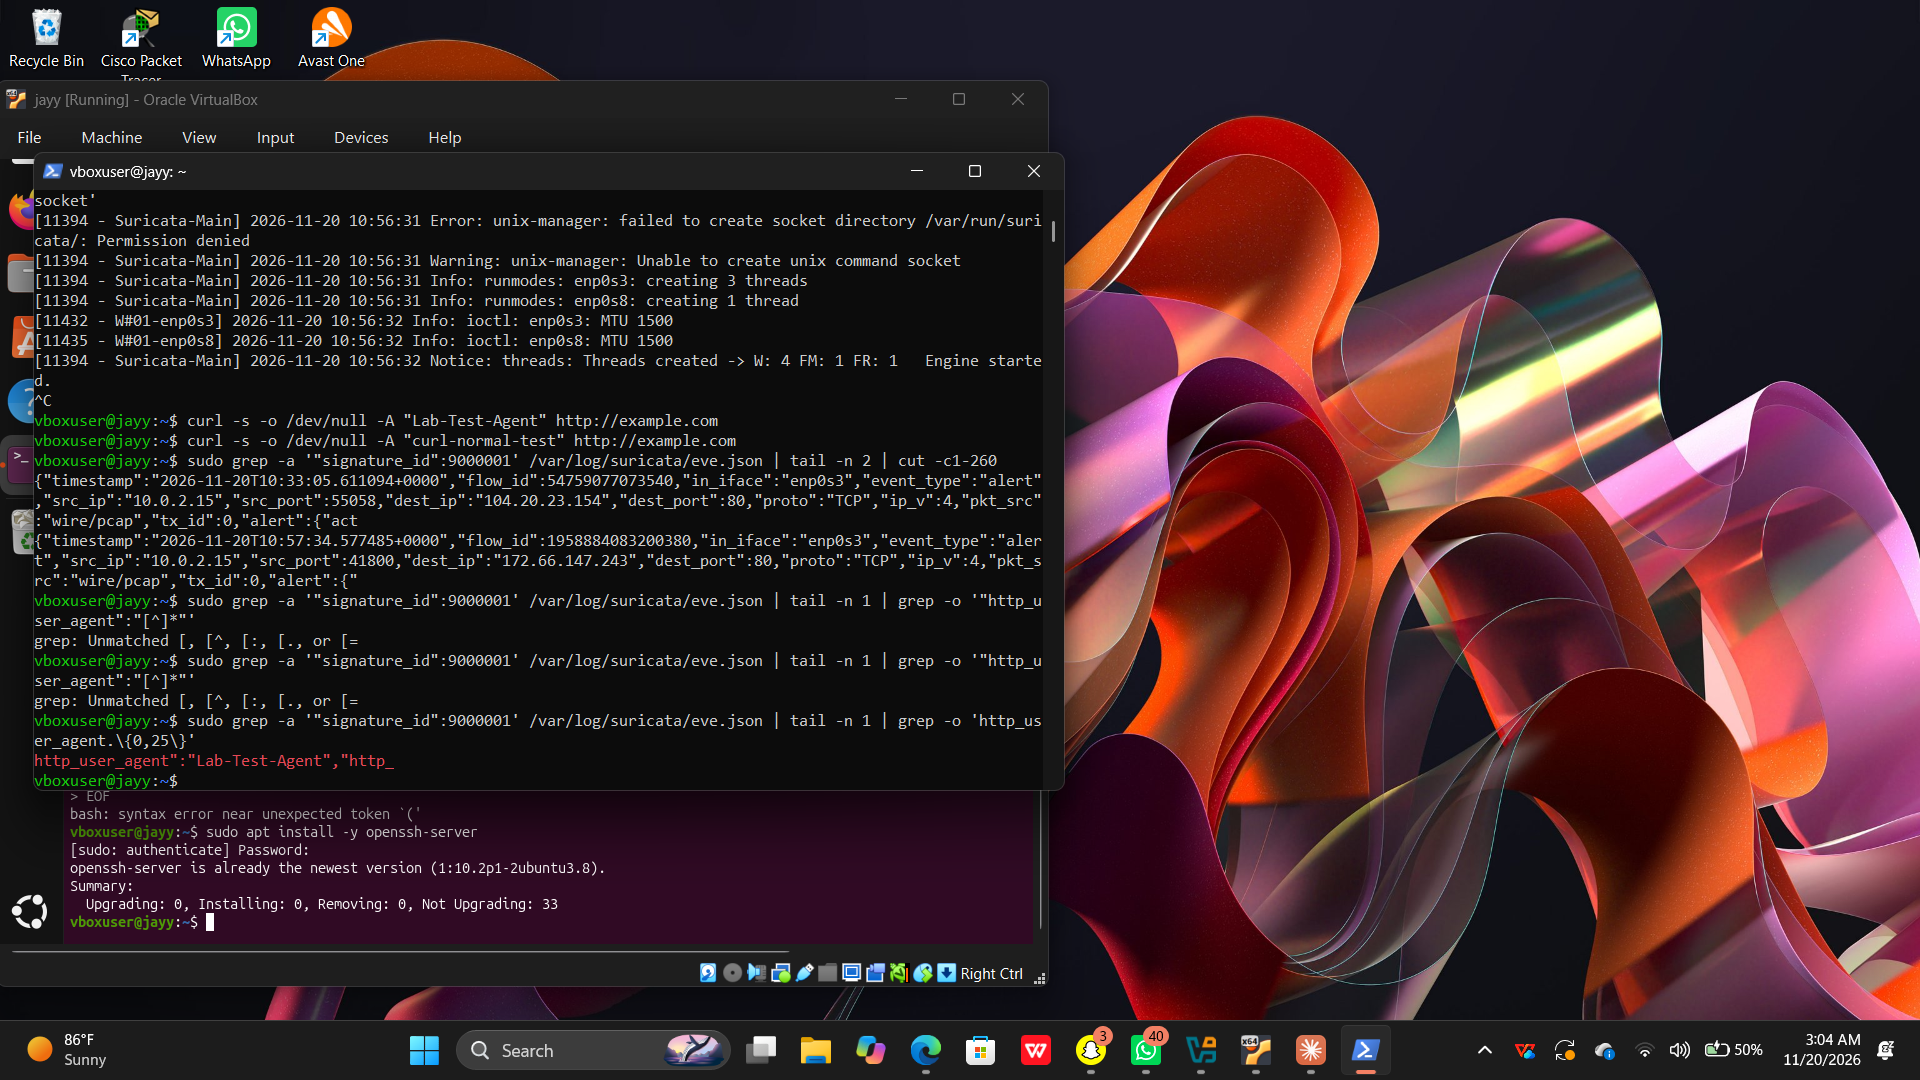 Recycle Bin
Cisco Packet
Tracer
WhatsApp
Avast One
jayy [Running] - Oracle VirtualBox
File Machine View Input Devices Help
vboxuser@jayy: ~
socket'
[11394 - Suricata-Main] 2026-11-20 10:56:31 Error: unix-manager: failed to create socket directory /var/run/suri
cata/: Permission denied
[11394 - Suricata-Main] 2026-11-20 10:56:31 Warning: unix-manager: Unable to create unix command socket
[11394 - Suricata-Main] 2026-11-20 10:56:31 Info: runmodes: enp0s3: creating 3 threads
[11394 - Suricata-Main] 2026-11-20 10:56:31 Info: runmodes: enp0s8: creating 1 thread
[11432 - W#01-enp0s3] 2026-11-20 10:56:32 Info: ioctl: enp0s3: MTU 1500
[11435 - W#01-enp0s8] 2026-11-20 10:56:32 Info: ioctl: enp0s8: MTU 1500
[11394 - Suricata-Main] 2026-11-20 10:56:32 Notice: threads: Threads created -> W: 4 FM: 1 FR: 1   Engine starte
d.
^C
vboxuser@jayy:~$ curl -s -o /dev/null -A "Lab-Test-Agent" http://example.com
vboxuser@jayy:~$ curl -s -o /dev/null -A "curl-normal-test" http://example.com
vboxuser@jayy:~$ sudo grep -a '"signature_id":9000001' /var/log/suricata/eve.json | tail -n 2 | cut -c1-260
{"timestamp":"2026-11-20T10:33:05.611094+0000","flow_id":54759077073540,"in_iface":"enp0s3","event_type":"alert"
,"src_ip":"10.0.2.15","src_port":55058,"dest_ip":"104.20.23.154","dest_port":80,"proto":"TCP","ip_v":4,"pkt_src"
:"wire/pcap","tx_id":0,"alert":{"act
{"timestamp":"2026-11-20T10:57:34.577485+0000","flow_id":1958884083200380,"in_iface":"enp0s3","event_type":"aler
t","src_ip":"10.0.2.15","src_port":41800,"dest_ip":"172.66.147.243","dest_port":80,"proto":"TCP","ip_v":4,"pkt_s
rc":"wire/pcap","tx_id":0,"alert":{"
vboxuser@jayy:~$ sudo grep -a '"signature_id":9000001' /var/log/suricata/eve.json | tail -n 1 | grep -o '"http_u
ser_agent":"[^]*"'
grep: Unmatched [, [^, [:, [., or [=
vboxuser@jayy:~$ sudo grep -a '"signature_id":9000001' /var/log/suricata/eve.json | tail -n 1 | grep -o '"http_u
ser_agent":"[^]*"'
grep: Unmatched [, [^, [:, [., or [=
vboxuser@jayy:~$ sudo grep -a '"signature_id":9000001' /var/log/suricata/eve.json | tail -n 1 | grep -o 'http_us
er_agent.\{0,25\}'
http_user_agent":"Lab-Test-Agent","http_
vboxuser@jayy:~$
> EOF
bash: syntax error near unexpected token `('
vboxuser@jayy:~$ sudo apt install -y openssh-server
[sudo: authenticate] Password:
openssh-server is already the newest version (1:10.2p1-2ubuntu3.8).
Summary:
  Upgrading: 0, Installing: 0, Removing: 0, Not Upgrading: 33
vboxuser@jayy:~$
Right Ctrl
86°F
Sunny
Search
3
40
50%
3:04 AM
11/20/2026